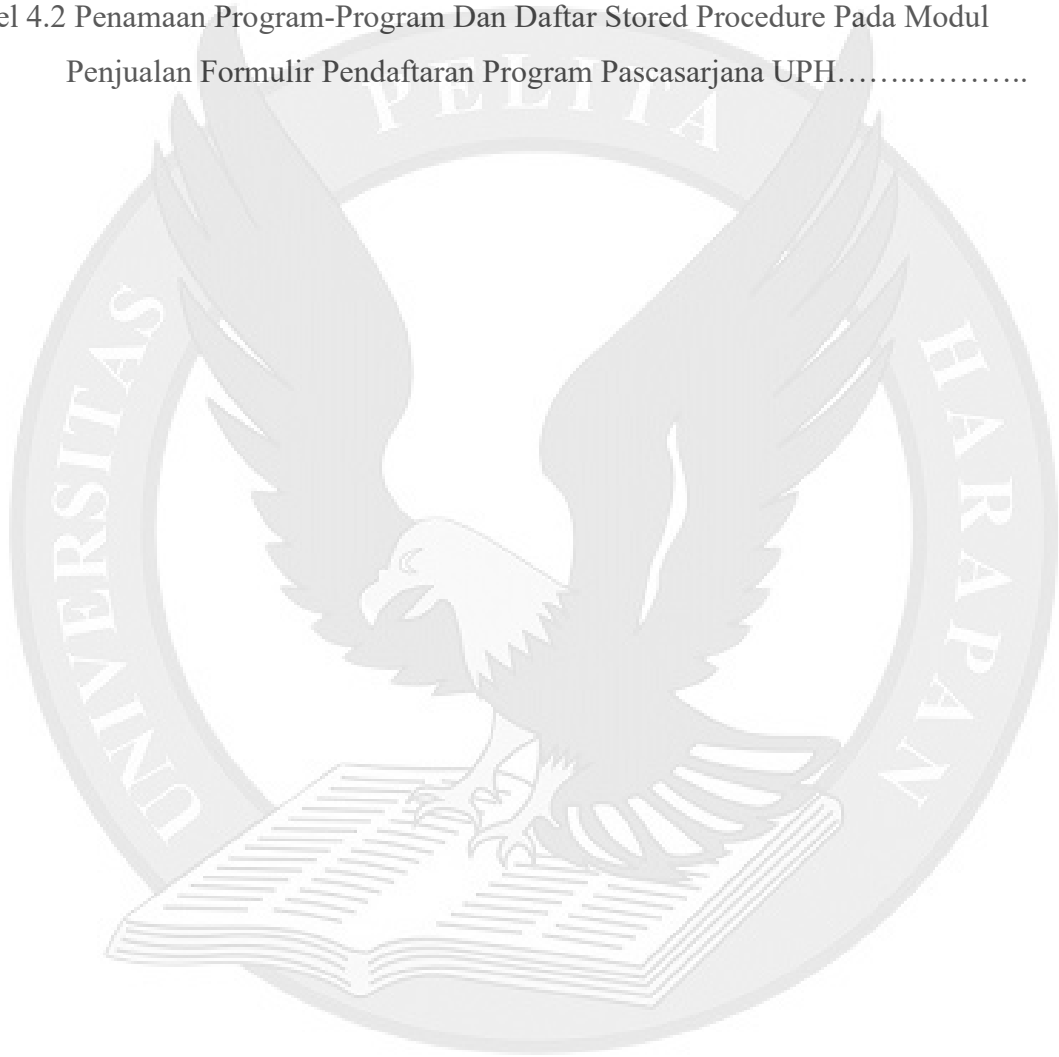 el 4.2 Penamaan Program-Program Dan Daftar Stored Procedure Pada Modul
Penjualan Formulir Pendaftaran Program Pascasarjana UPH……..………..
UNIVERSITAS PELITA HARAPAN